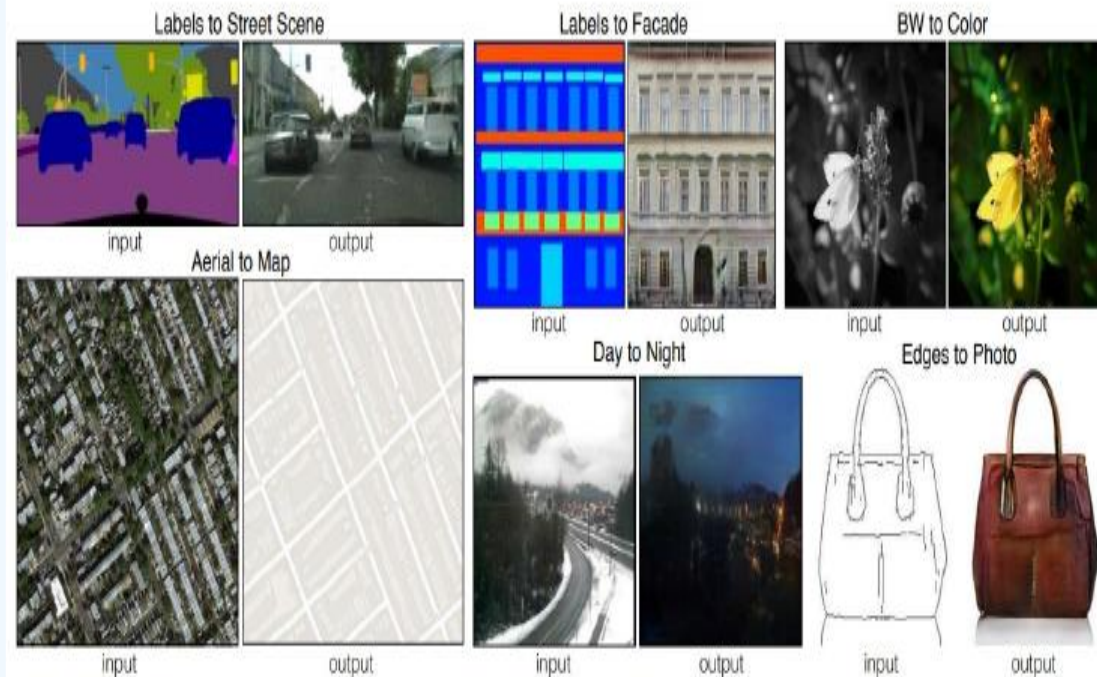 Labels to Street Scene
input output
Aerial to Map
input output
Labels to Facade
input output
BW to Color
input output
Day to Night
input output
Edges to Photo
input output